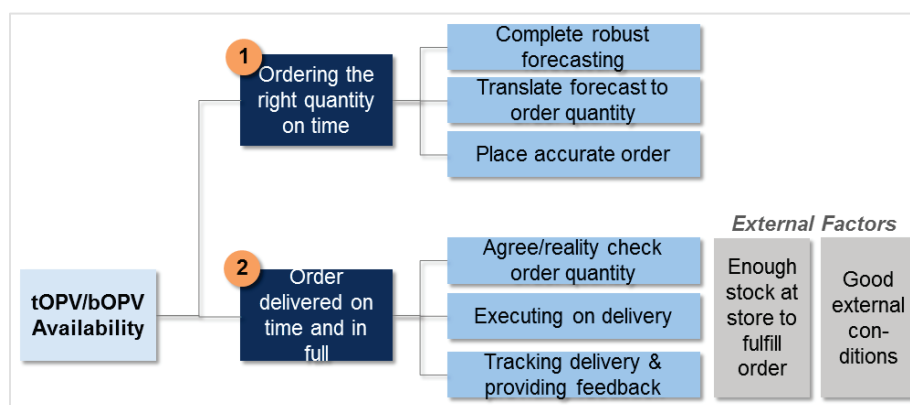 tOPV/bOPV
Availability
1
Ordering the
right quantity
on time
Complete robust
forecasting
Translate forecast to
order quantity
Place accurate order
2
Order
delivered on
time and in
full
Agree/reality check
order quantity
Executing on delivery
Tracking delivery &
providing feedback
External Factors
Enough
stock at
store to
fulfill
order
Good
external
con-
ditions